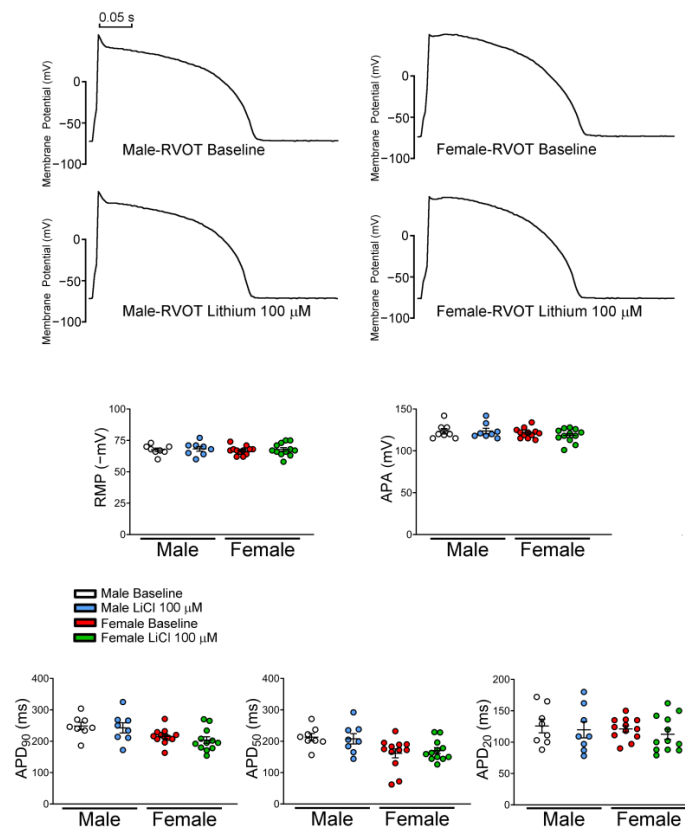 0.05 s
Membrane Potential (mV)
0
−50
−100
Male-RVOT Baseline
Membrane Potential (mV)
0
−50
−100
Female-RVOT Baseline
Membrane Potential (mV)
0
−50
−100
Male-RVOT Lithium 100 μM
Membrane Potential (mV)
0
−50
−100
Female-RVOT Lithium 100 μM
RMP (−mV)
100
75
50
25
0
Male Female
APA (mV)
150
100
50
0
Male Female
Male Baseline
Male LiCl 100 μM
Female Baseline
Female LiCl 100 μM
APD90 (ms)
400
300
200
100
0
Male Female
APD50 (ms)
400
300
200
100
0
Male Female
APD20 (ms)
200
150
100
50
0
Male Female